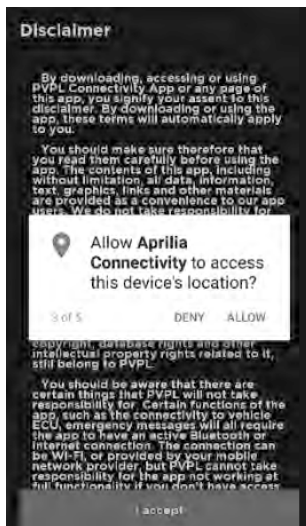 Disclaimer
By downloading, accessing or using
PVPL Connectivity App or any page of
this app, you signify your assent to this
disclaimer. By downloading or using the
app, these terms will automatically apply
to you.
You should make sure therefore that
you read them carefully before using the
app. The contents of this app, including
without limitation, all data, information,
text, graphics, links and other materials
are provided as a convenience to our app
users. We do not take responsibility for
Allow Aprilia
Connectivity to access
this device's location?
3 of 5
DENY
ALLOW
copyright, database rights and other
intellectual property rights related to it,
still belong to PVPL.
You should be aware that there are
certain things that PVPL will not take
responsibility for. Certain functions of the
app, such as the connectivity to vehicle
ECU, emergency messages will all require
the app to have an active Bluetooth or
internet connection. The connection can
be Wi-Fi, or provided by your mobile
network provider, but PVPL cannot take
responsibility for the app not working at
full functionality if you don't have access
I accept